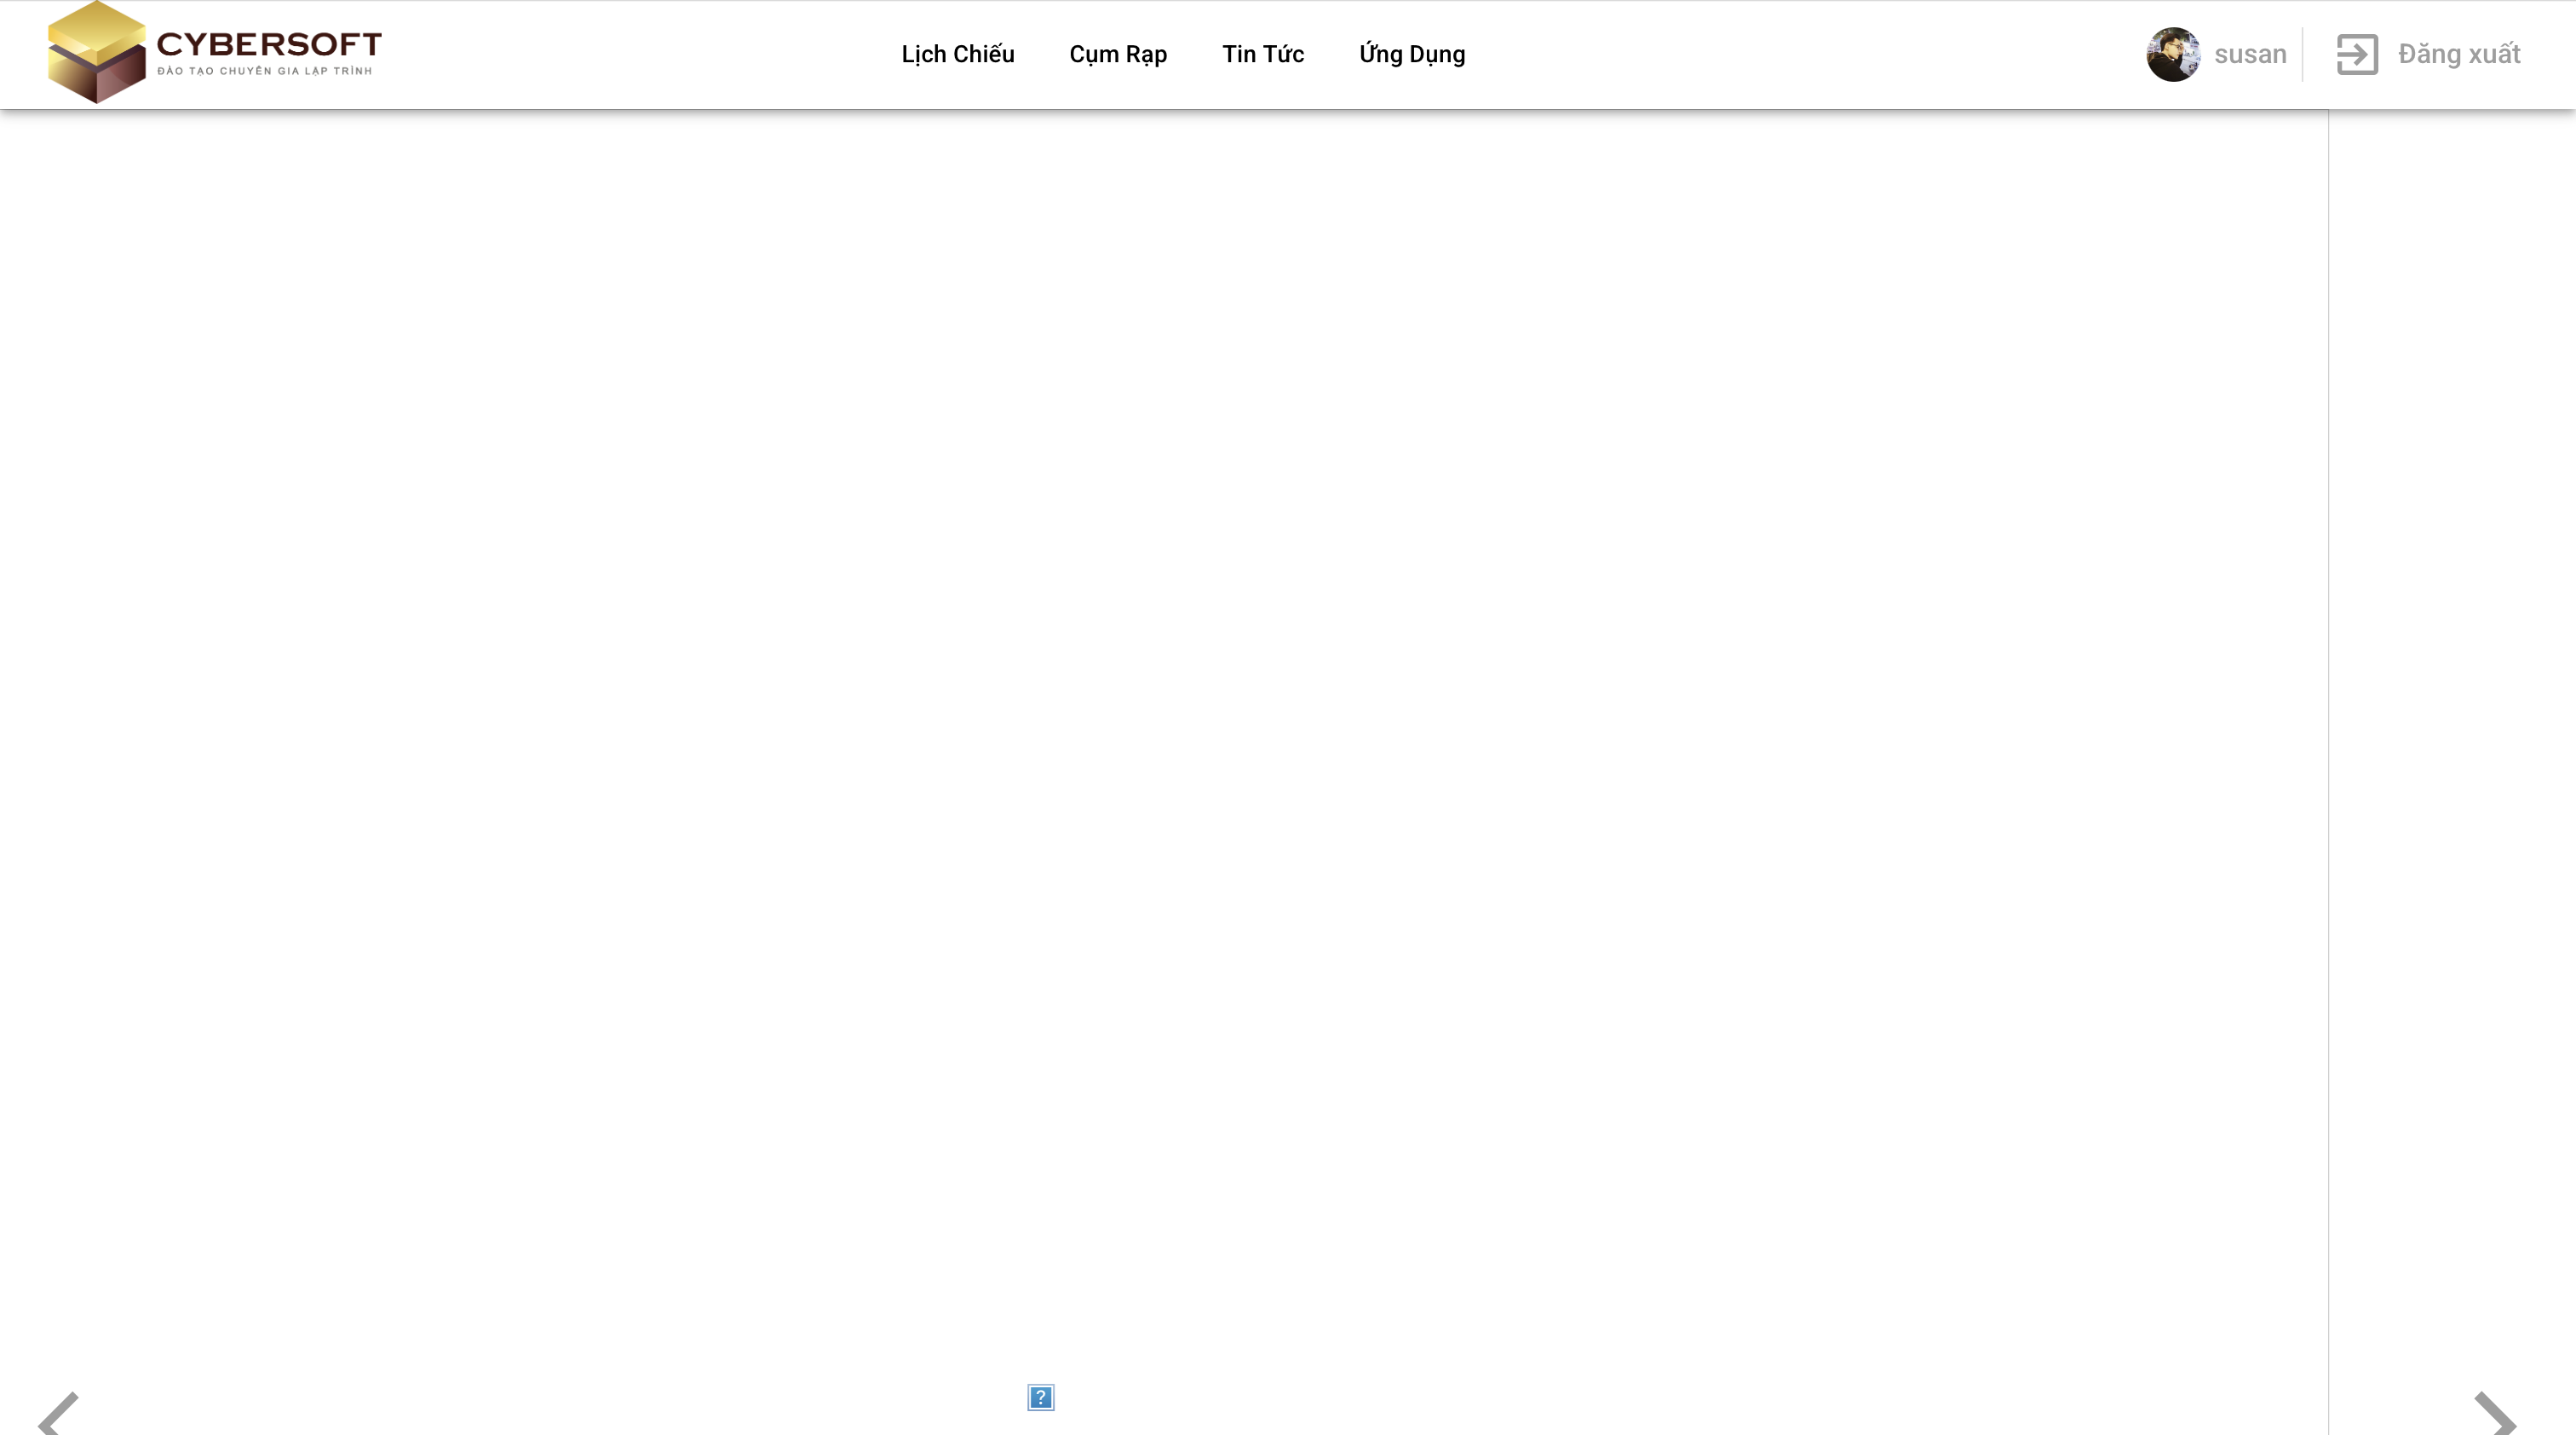 CYBERSOFT
ĐÀO TẠO CHUYÊN GIA LẬP TRÌNH
Lịch Chiếu
Cụm Rạp
Tin Tức
Ứng Dụng
susan
Đăng xuất
?